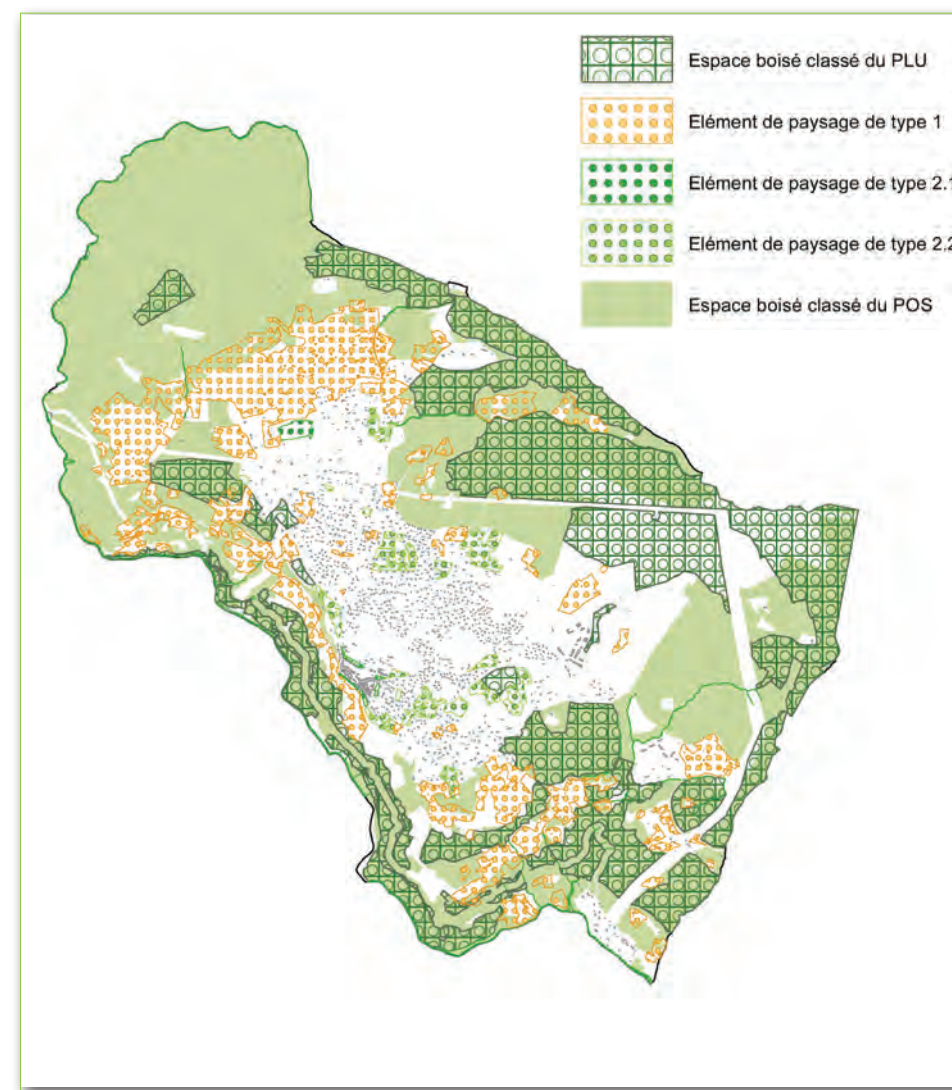 Espace boisé classé du PLU
Elément de paysage de type 1
Elément de paysage de type 2.1
Elément de paysage de type 2.2
Espace boisé classé du POS